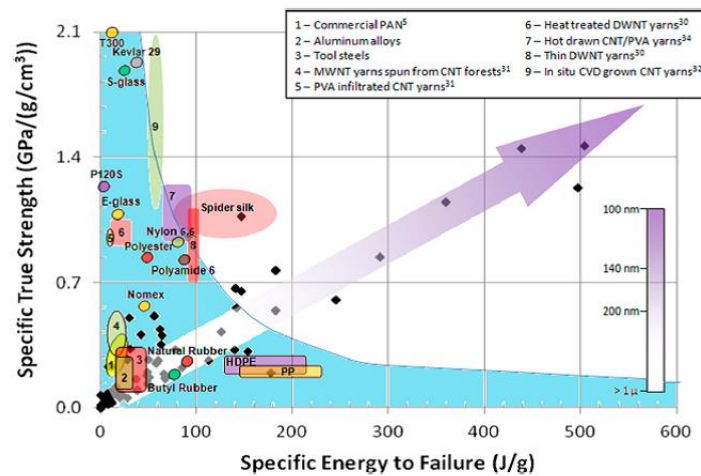 1 – Commercial PAN⁵
2 – Aluminum alloys
3 – Tool steels
4 – MWNT yarns spun from CNT forests³¹
5 – PVA infiltrated CNT yarns³¹
6 – Heat treated DWNT yarns³⁰
7 – Hot drawn CNT/PVA yarns³⁴
8 – Thin DWNT yarns³⁰
9 – In situ CVD grown CNT yarns³²
Specific True Strength (GPa/(g/cm³))
2.1
1.4
0.7
0.0
T300
Kevlar 29
S-glass
9
P120S
E-glass
5
6
7
Spider silk
Nylon 6,6
8
Polyester
Polyamide 6
Nomex
4
1
2
3
Natural Rubber
Butyl Rubber
HDPE
PP
100 nm
140 nm
200 nm
> 1 µ
0
100
200
300
400
500
600
Specific Energy to Failure (J/g)